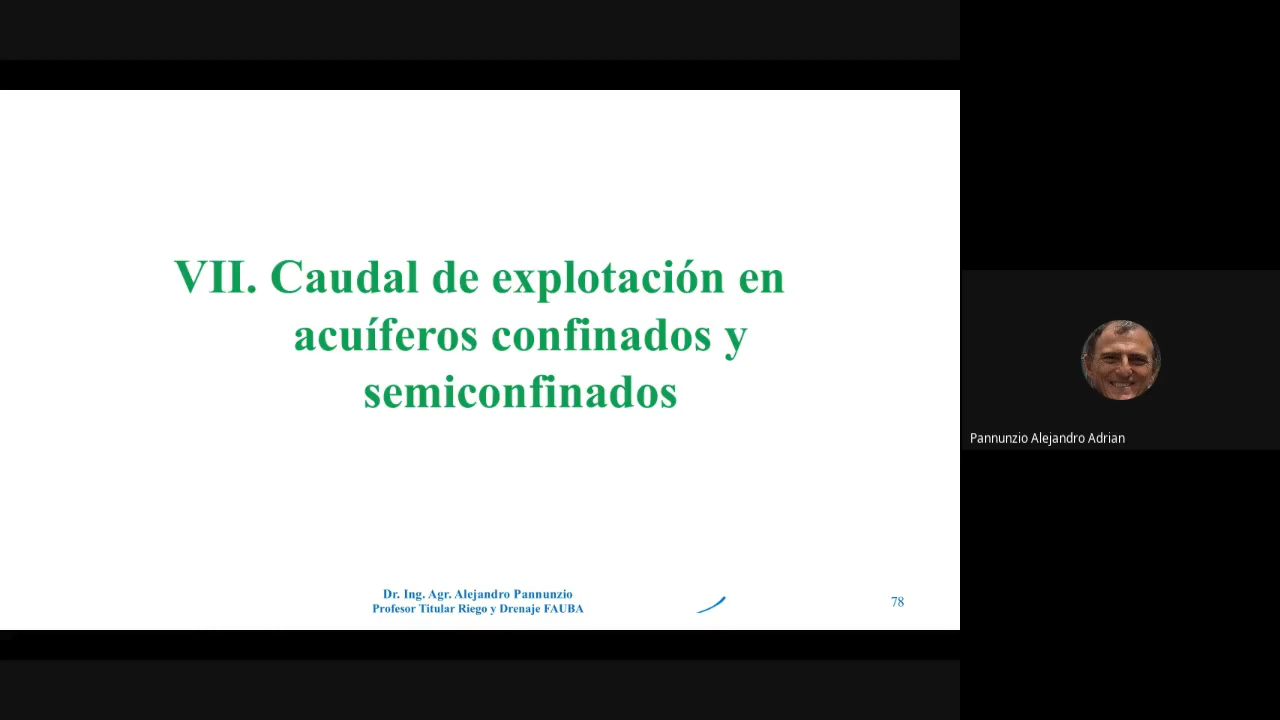 VII. Caudal de explotación en
acuíferos confinados y
semiconfinados
Dr. Ing. Agr. Alejandro Pannunzio
Profesor Titular Riego y Drenaje FAUBA
78
Pannunzio Alejandro Adrian